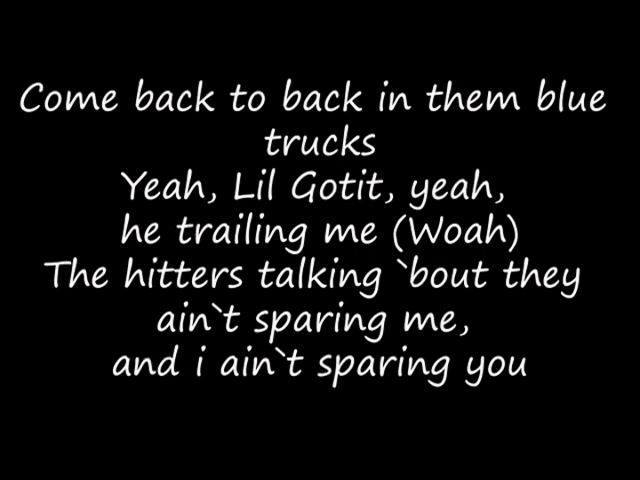 Come back to back in them blue
trucks
Yeah, Lil Gotit, yeah,
he trailing me (Woah)
The hitters talking `bout they
ain`t sparing me,
and i ain`t sparing you